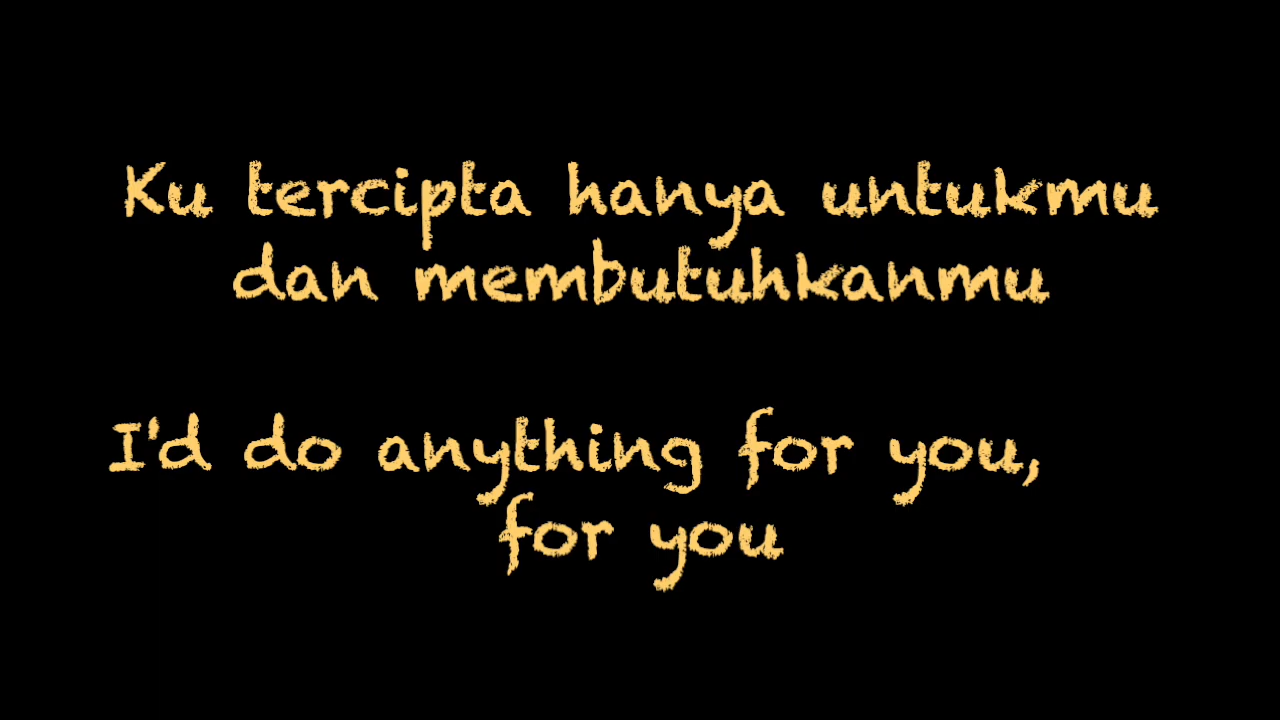 Ku tercipta hanya untukmu
dan membutuhkanmu
I'd do anything for you,
for you